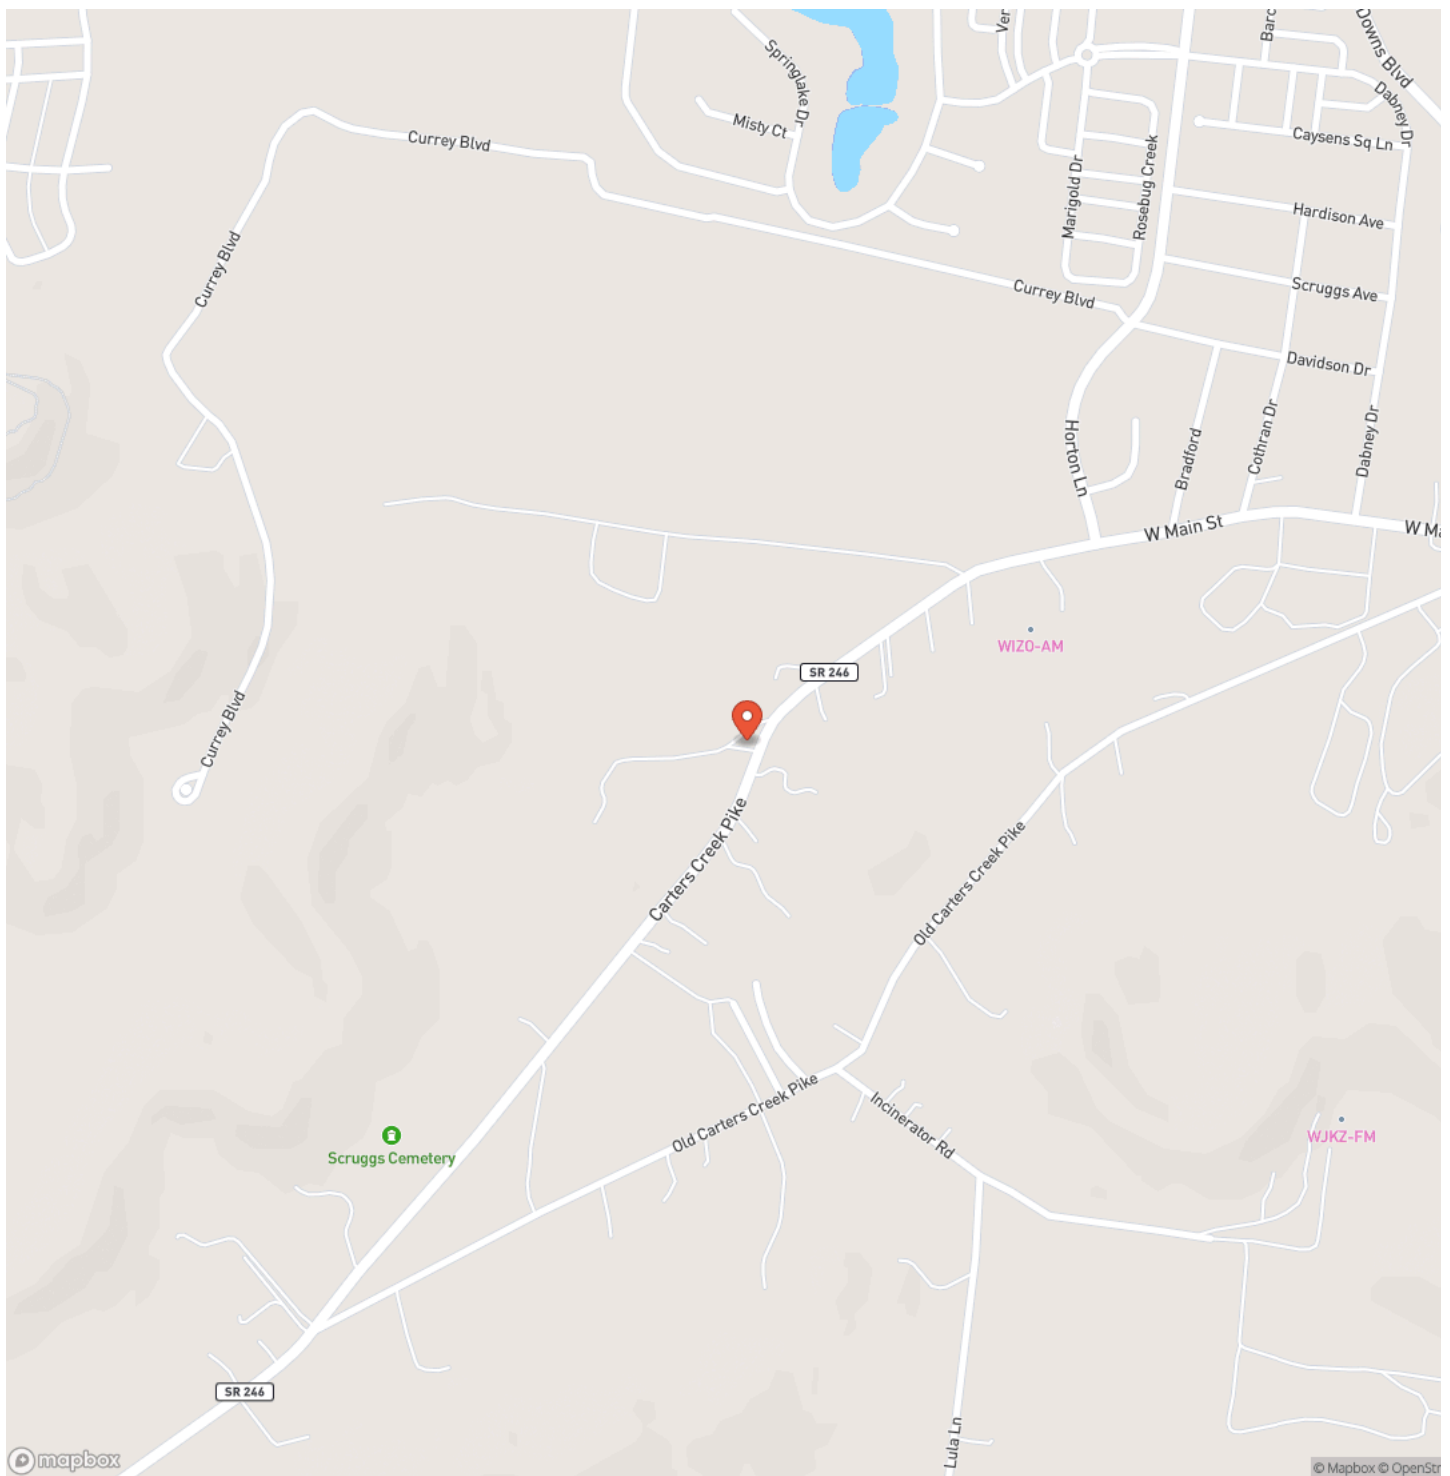 Springlake Dr
Ver
Barc
Downs Blvd
Misty Ct
Currey Blvd
Dabney Dr
Caysens Sq Ln
Marigold Dr
Rosebug Creek
Hardison Ave
Currey Blvd
Currey Blvd
Scruggs Ave
Davidson Dr
Horton Ln
Bradford
Cothran Dr
Dabney Dr
W Main St
W Ma
WIZO-AM
SR 246
Currey Blvd
Carters Creek Pike
Old Carters Creek Pike
Old Carters Creek Pike
Incinerator Rd
Scruggs Cemetery
WJKZ-FM
SR 246
Lula Ln
mapbox
© Mapbox © OpenStr